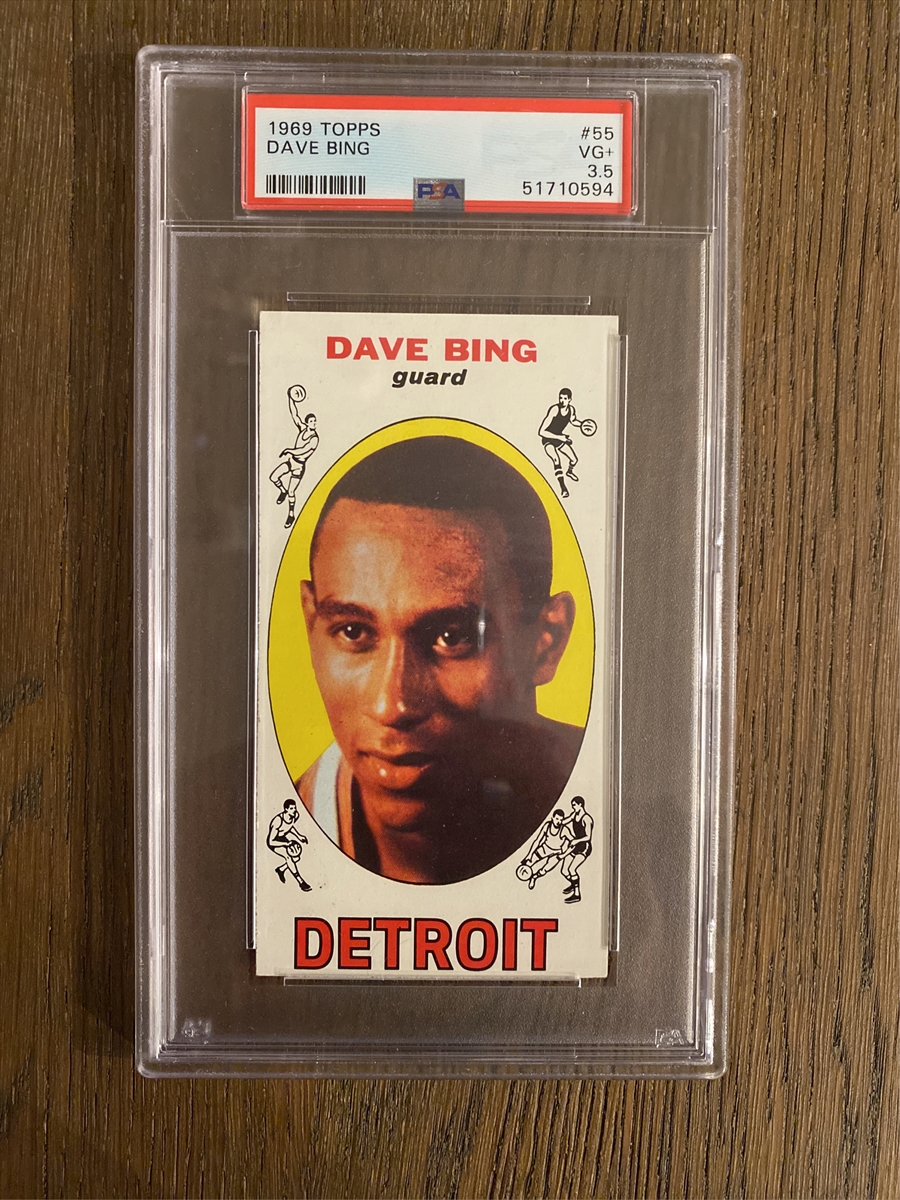 1969 TOPPS #55
DAVE BING VG+
3.5
PSA 51710594
DAVE BING
guard
DETROIT